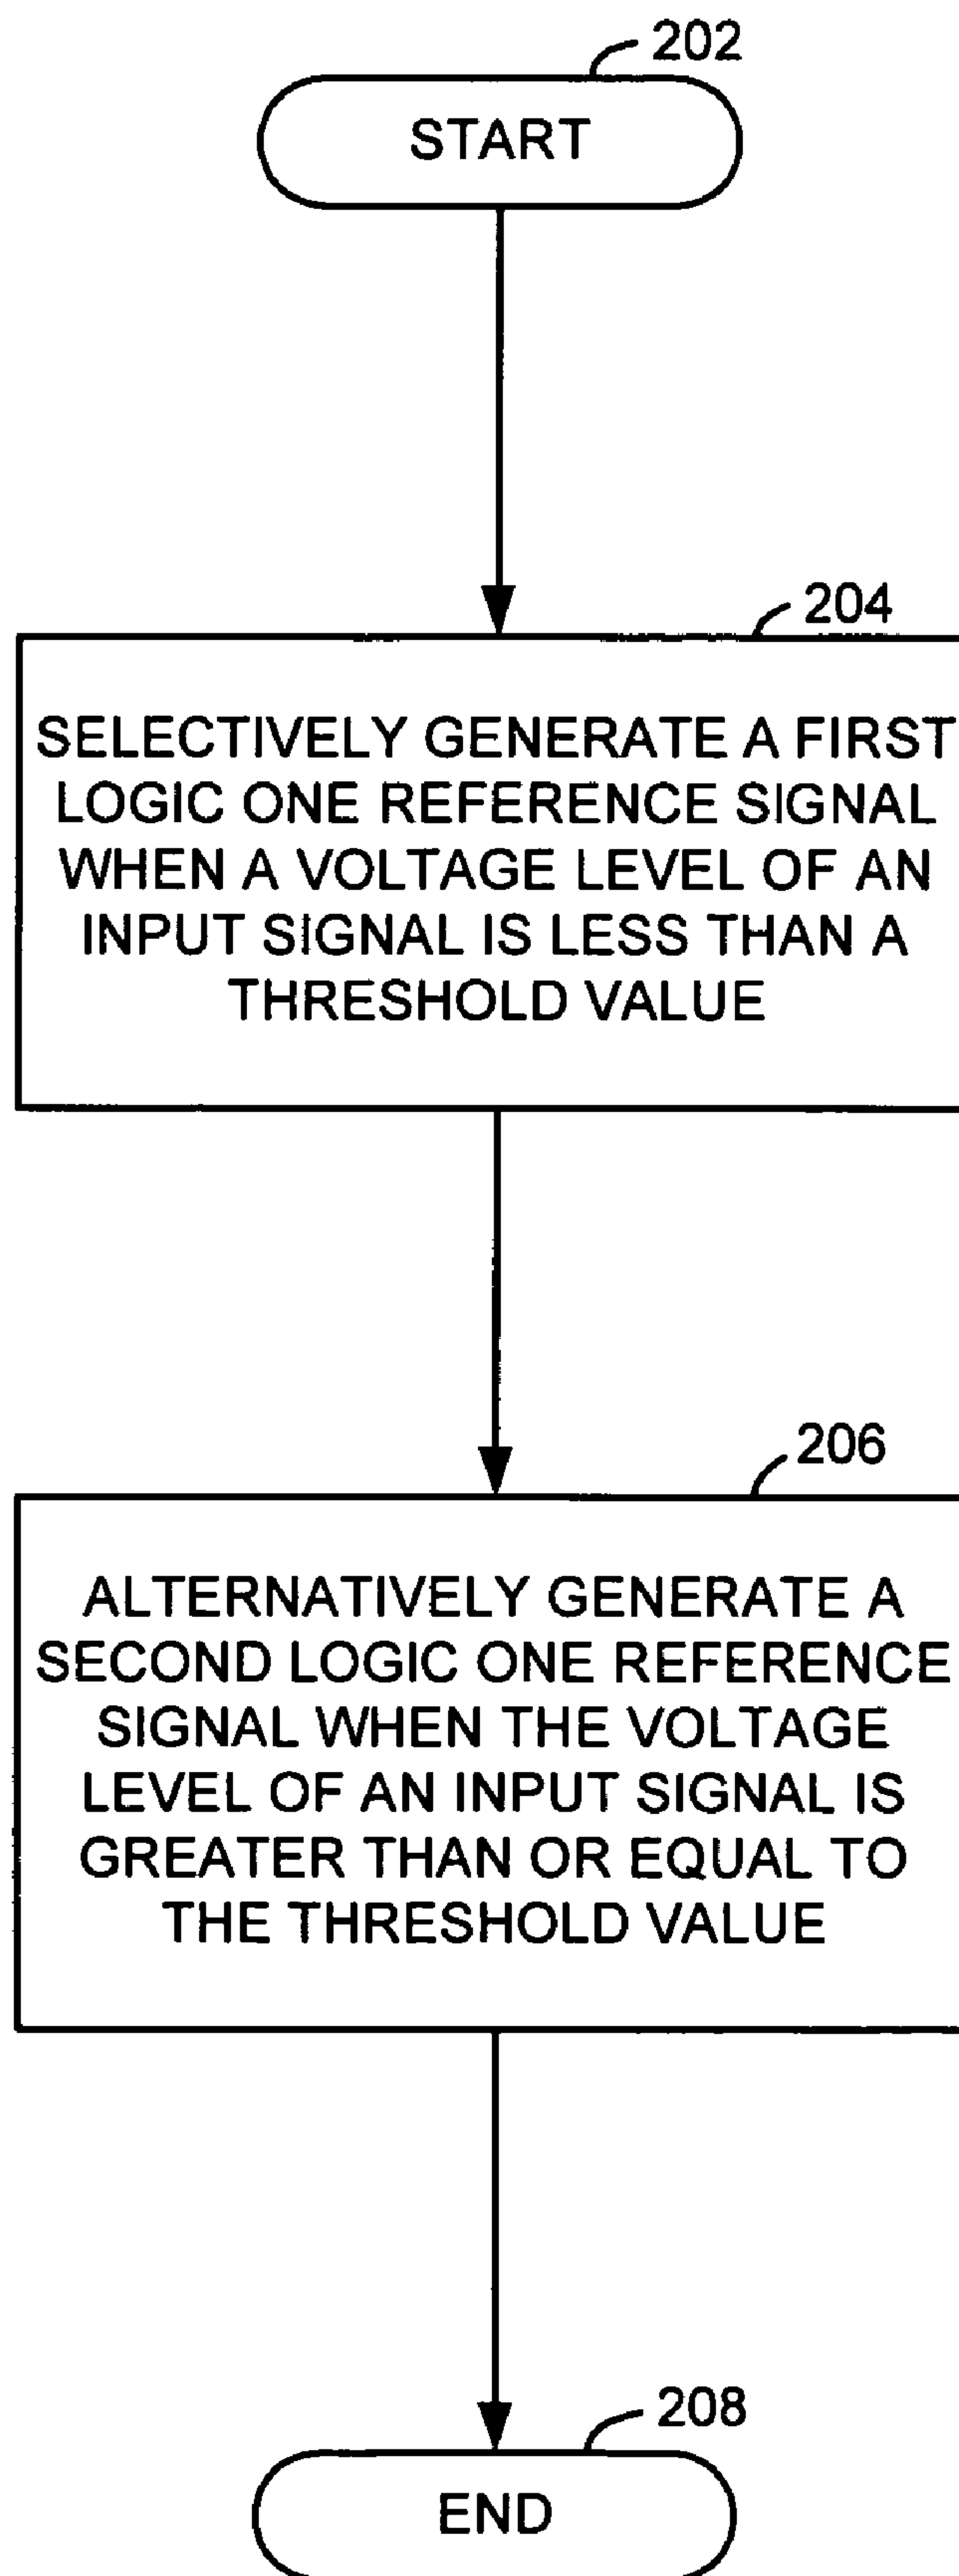 202
START
204
SELECTIVELY GENERATE A FIRST
LOGIC ONE REFERENCE SIGNAL
WHEN A VOLTAGE LEVEL OF AN
INPUT SIGNAL IS LESS THAN A
THRESHOLD VALUE
206
ALTERNATIVELY GENERATE A
SECOND LOGIC ONE REFERENCE
SIGNAL WHEN THE VOLTAGE
LEVEL OF AN INPUT SIGNAL IS
GREATER THAN OR EQUAL TO
THE THRESHOLD VALUE
208
END